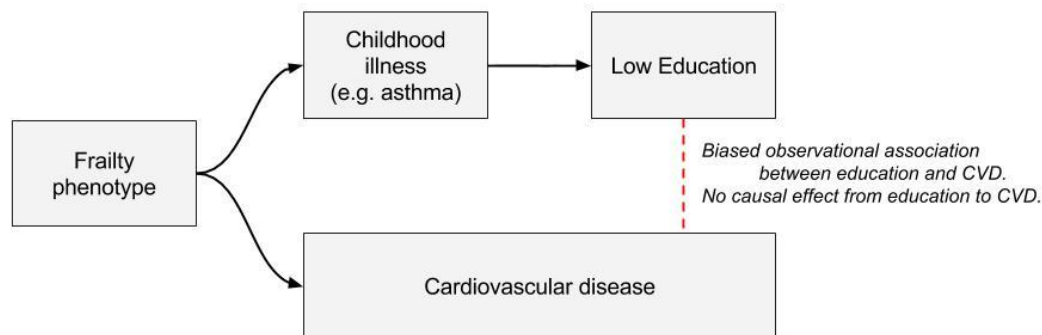 Childhood
illness
(e.g. asthma)
Low Education
Frailty
phenotype
Biased observational association
between education and CVD.
No causal effect from education to CVD.
Cardiovascular disease